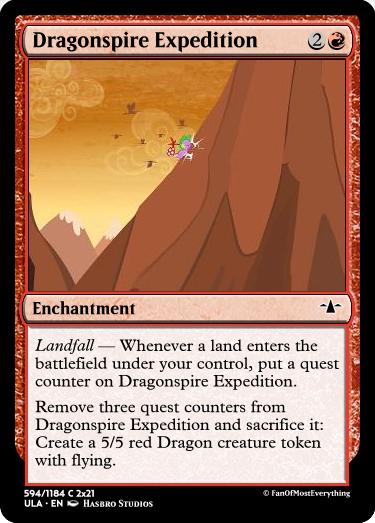 Dragonspire Expedition 2
Enchantment
Landfall — Whenever a land enters the
battlefield under your control, put a quest
counter on Dragonspire Expedition.
Remove three quest counters from
Dragonspire Expedition and sacrifice it:
Create a 5/5 red Dragon creature token
with flying.
594/1184 C 2x21
ULA • EN Hasbro Studios
© FanOfMostEverything